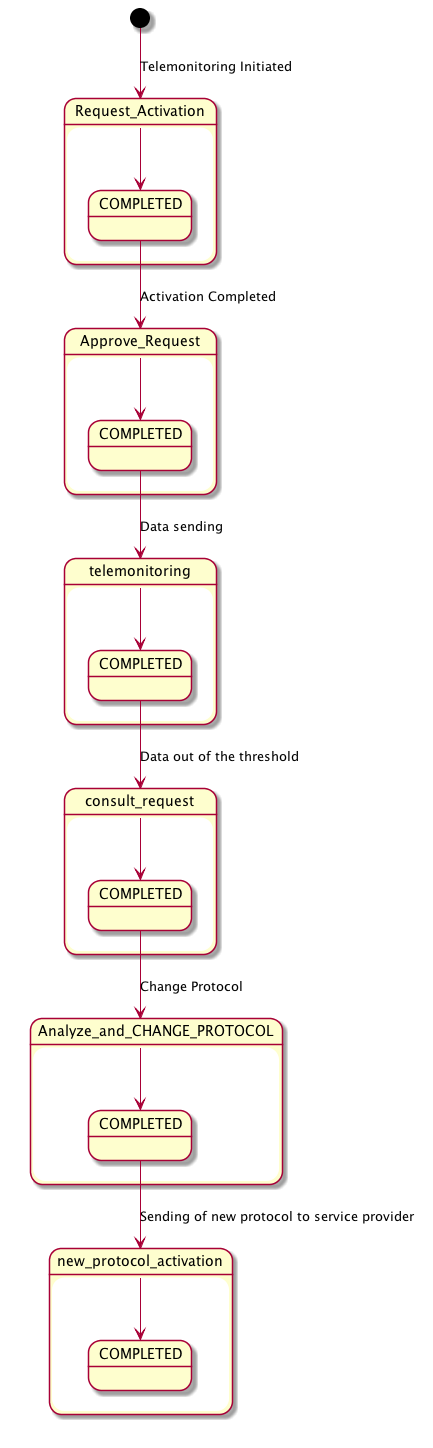 Telemonitoring Initiated
Request_Activation
COMPLETED
Activation Completed
Approve_Request
COMPLETED
Data sending
telemonitoring
COMPLETED
Data out of the threshold
consult_request
COMPLETED
Change Protocol
Analyze_and_CHANGE_PROTOCOL
COMPLETED
Sending of new protocol to service provider
new_protocol_activation
COMPLETED